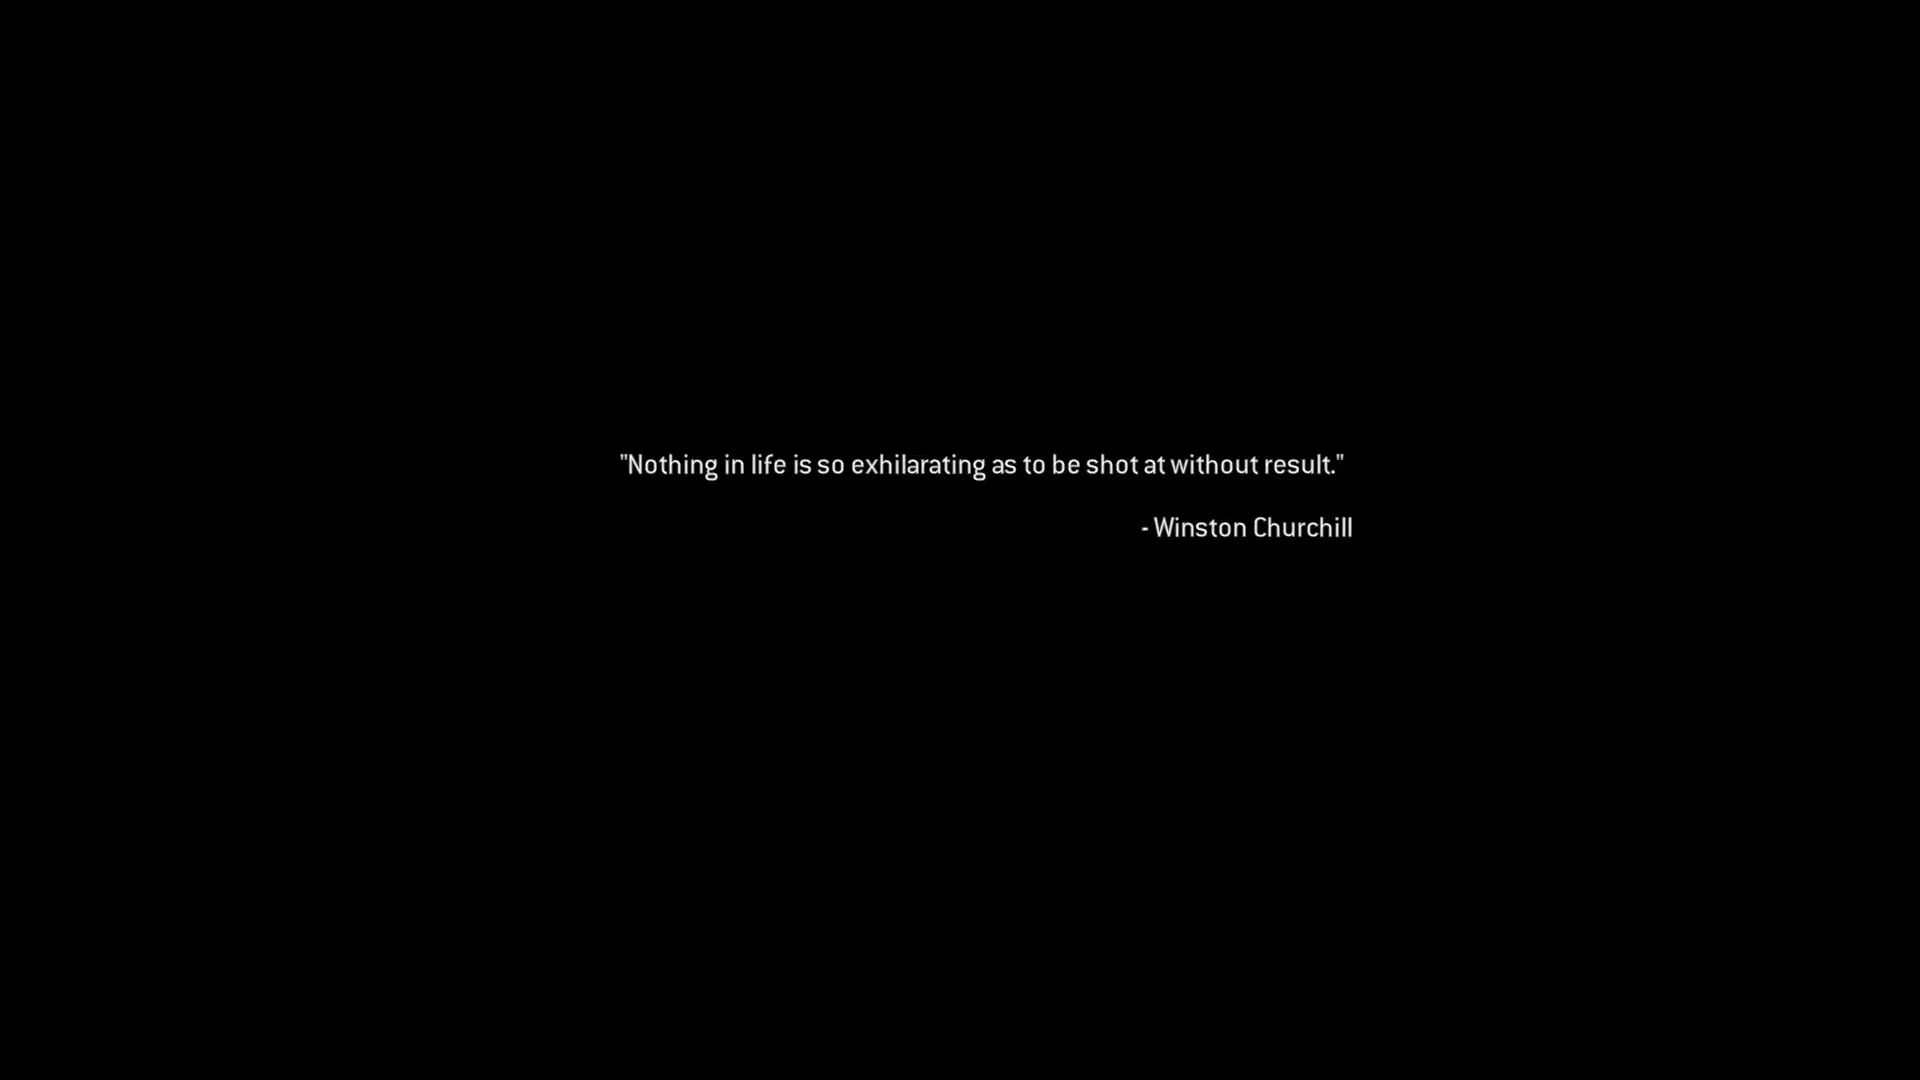 "Nothing in life is so exhilarating as to be shot at without result."
- Winston Churchill